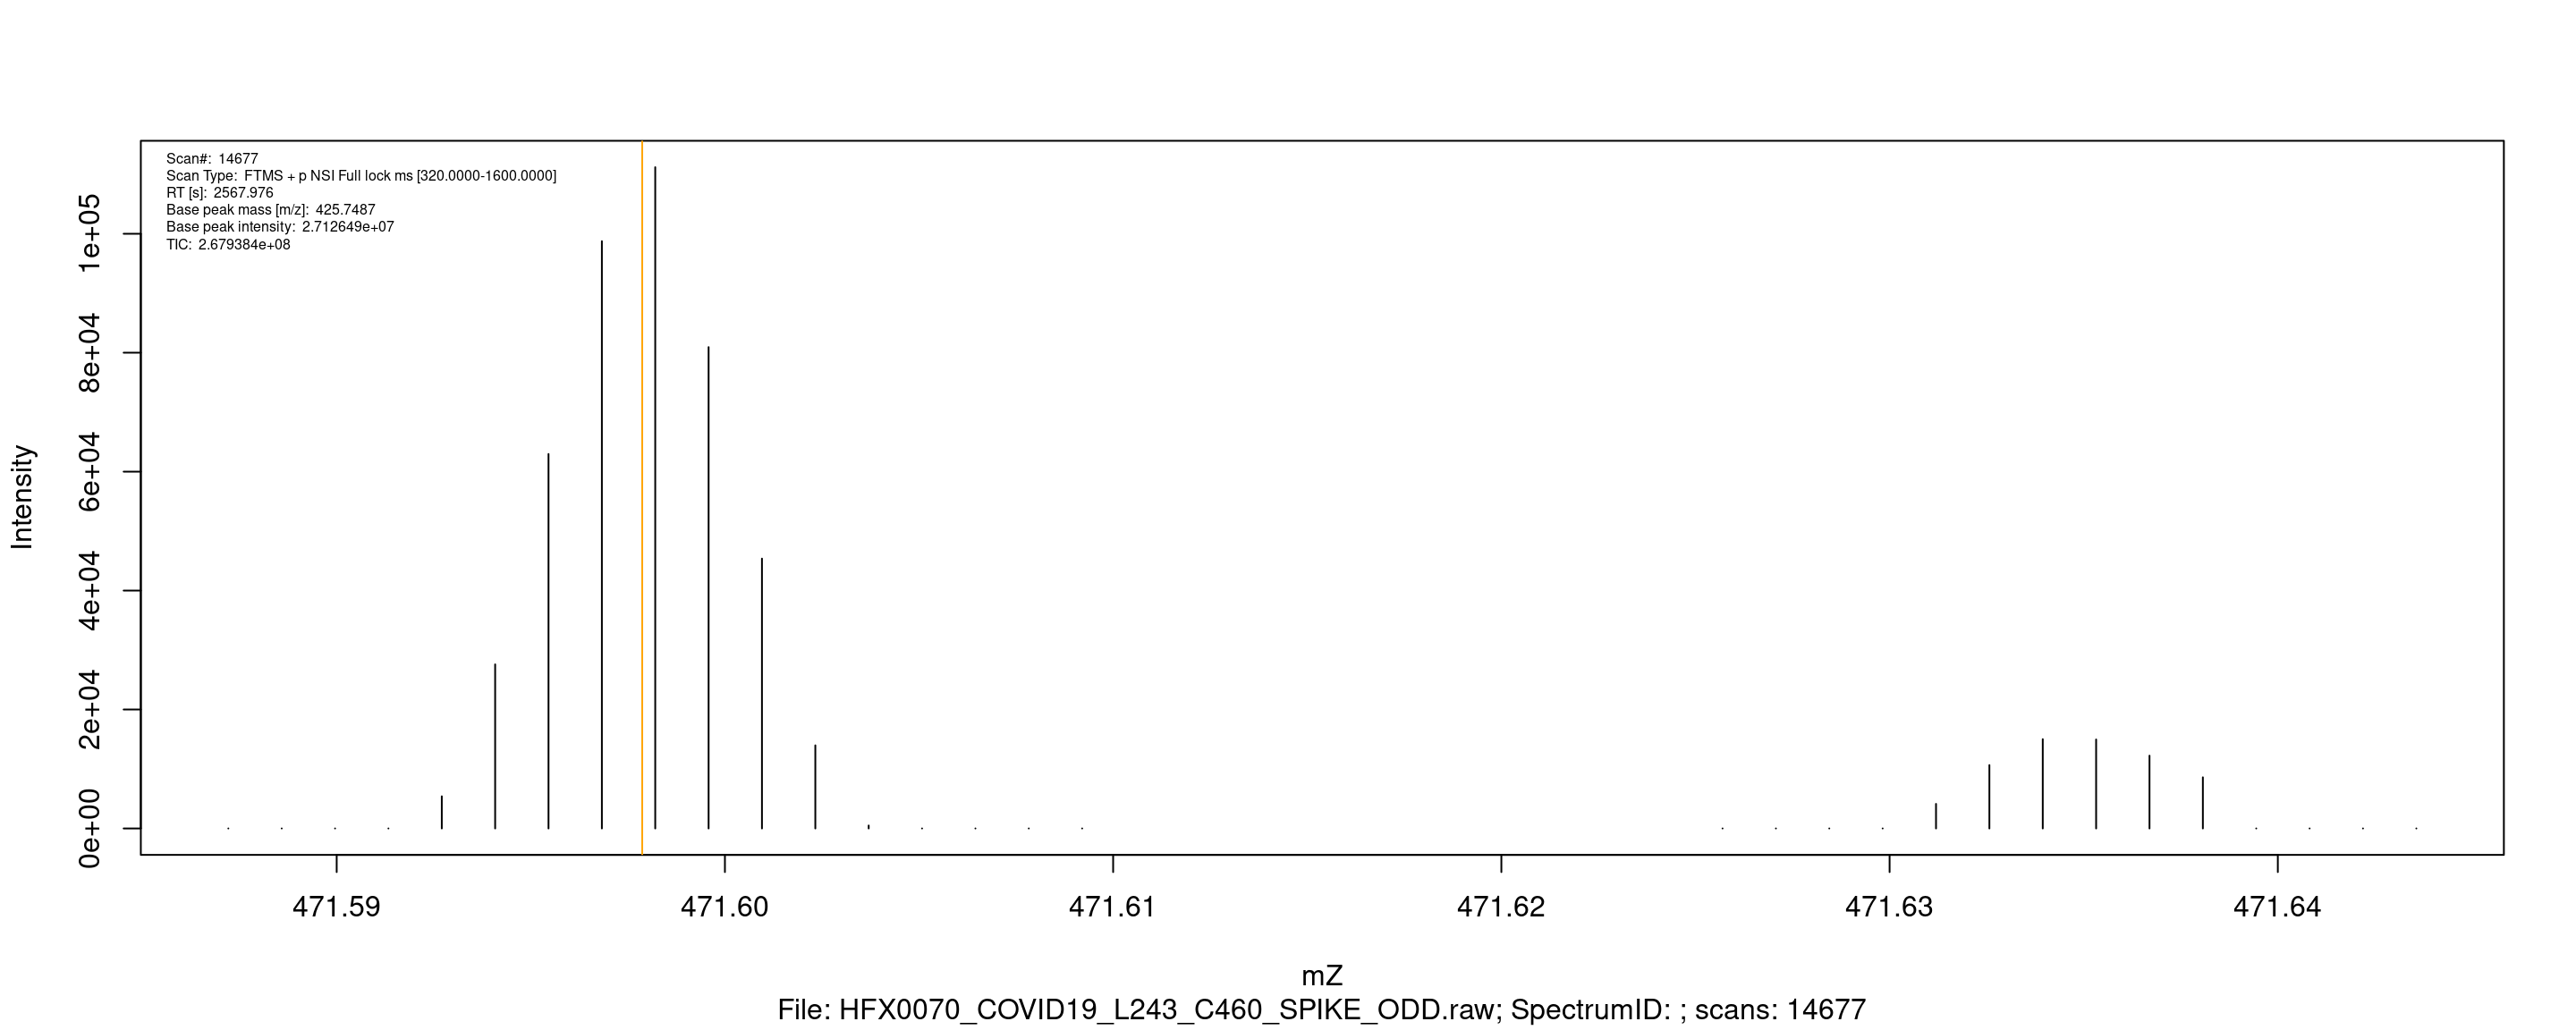 Scan#: 14677
Scan Type: FTMS + p NSI Full lock ms [320.0000-1600.0000]
RT [s]: 2567.976
Base peak mass [m/z]: 425.7487
Base peak intensity: 2.712649e+07
TIC: 2.679384e+08
1e+05
8e+04
6e+04
4e+04
2e+04
0e+00
Intensity
471.59 471.60 471.61 471.62 471.63 471.64
mZ
File: HFX0070_COVID19_L243_C460_SPIKE_ODD.raw; SpectrumID: ; scans: 14677